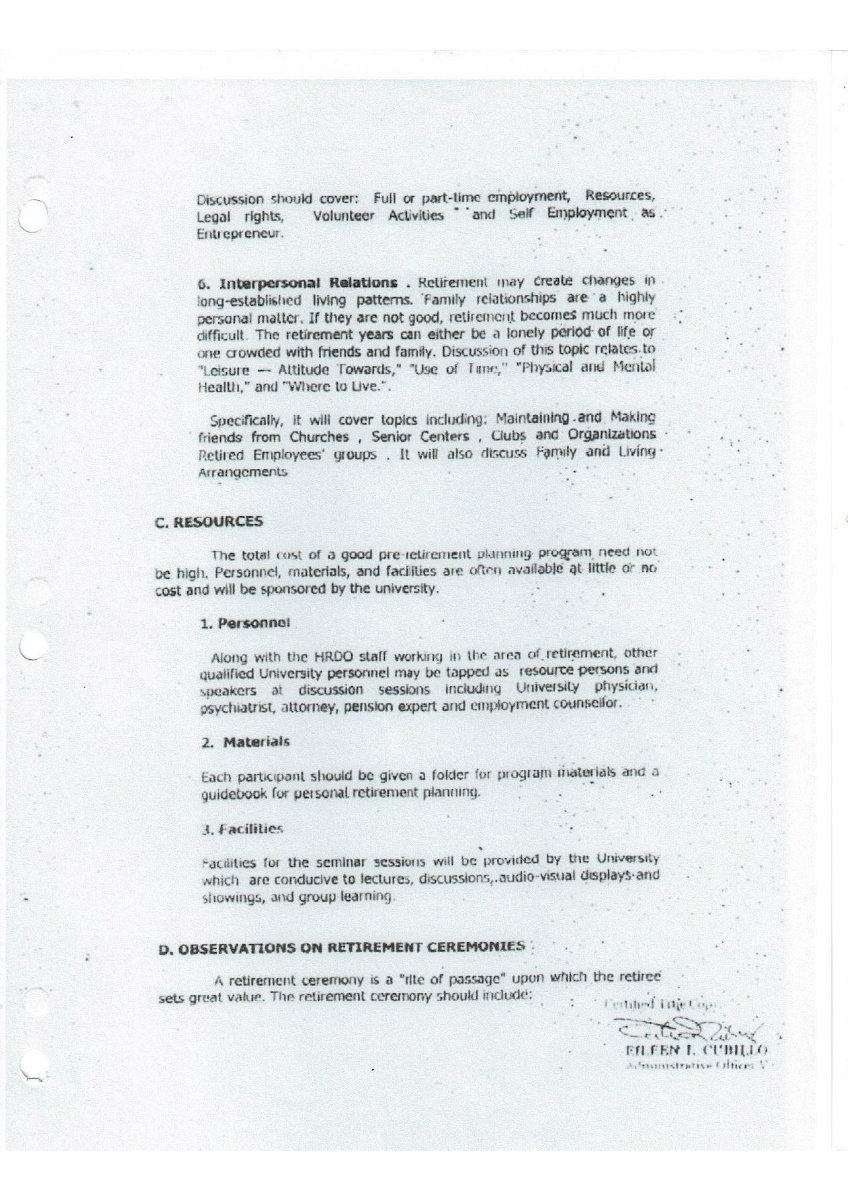 Discussion should cover: Full or part-time employment, Resources,
Legal rights, Volunteer Activities and Self Employment as
Entrepreneur.
6. Interpersonal Relations . Retirement may create changes in
long-established living patterns. Family relationships are a highly
personal matter. If they are not good, retirement becomes much more
difficult. The retirement years can either be a lonely period of life or
one crowded with friends and family. Discussion of this topic relates to
"Leisure — Attitude Towards," "Use of Time," "Physical and Mental
Health," and "Where to Live.".
Specifically, it will cover topics including: Maintaining and Making
friends from Churches , Senior Centers , Clubs and Organizations
Retired Employees' groups . It will also discuss Family and Living
Arrangements
C. RESOURCES
The total cost of a good pre-retirement planning program need not
be high. Personnel, materials, and facilities are often available at little or no
cost and will be sponsored by the university.
1. Personnel
Along with the HRDO staff working in the area of retirement, other
qualified University personnel may be tapped as resource persons and
speakers at discussion sessions including University physician,
psychiatrist, attorney, pension expert and employment counsellor.
2. Materials
Each participant should be given a folder for program materials and a
guidebook for personal retirement planning.
3. Facilities
Facilities for the seminar sessions will be provided by the University
which are conducive to lectures, discussions, audio-visual displays and
showings, and group learning.
D. OBSERVATIONS ON RETIREMENT CEREMONIES
A retirement ceremony is a "rite of passage" upon which the retiree
sets great value. The retirement ceremony should include:
Certified True Copy
EILEEN I. CUBILLO
Administrative Officer V